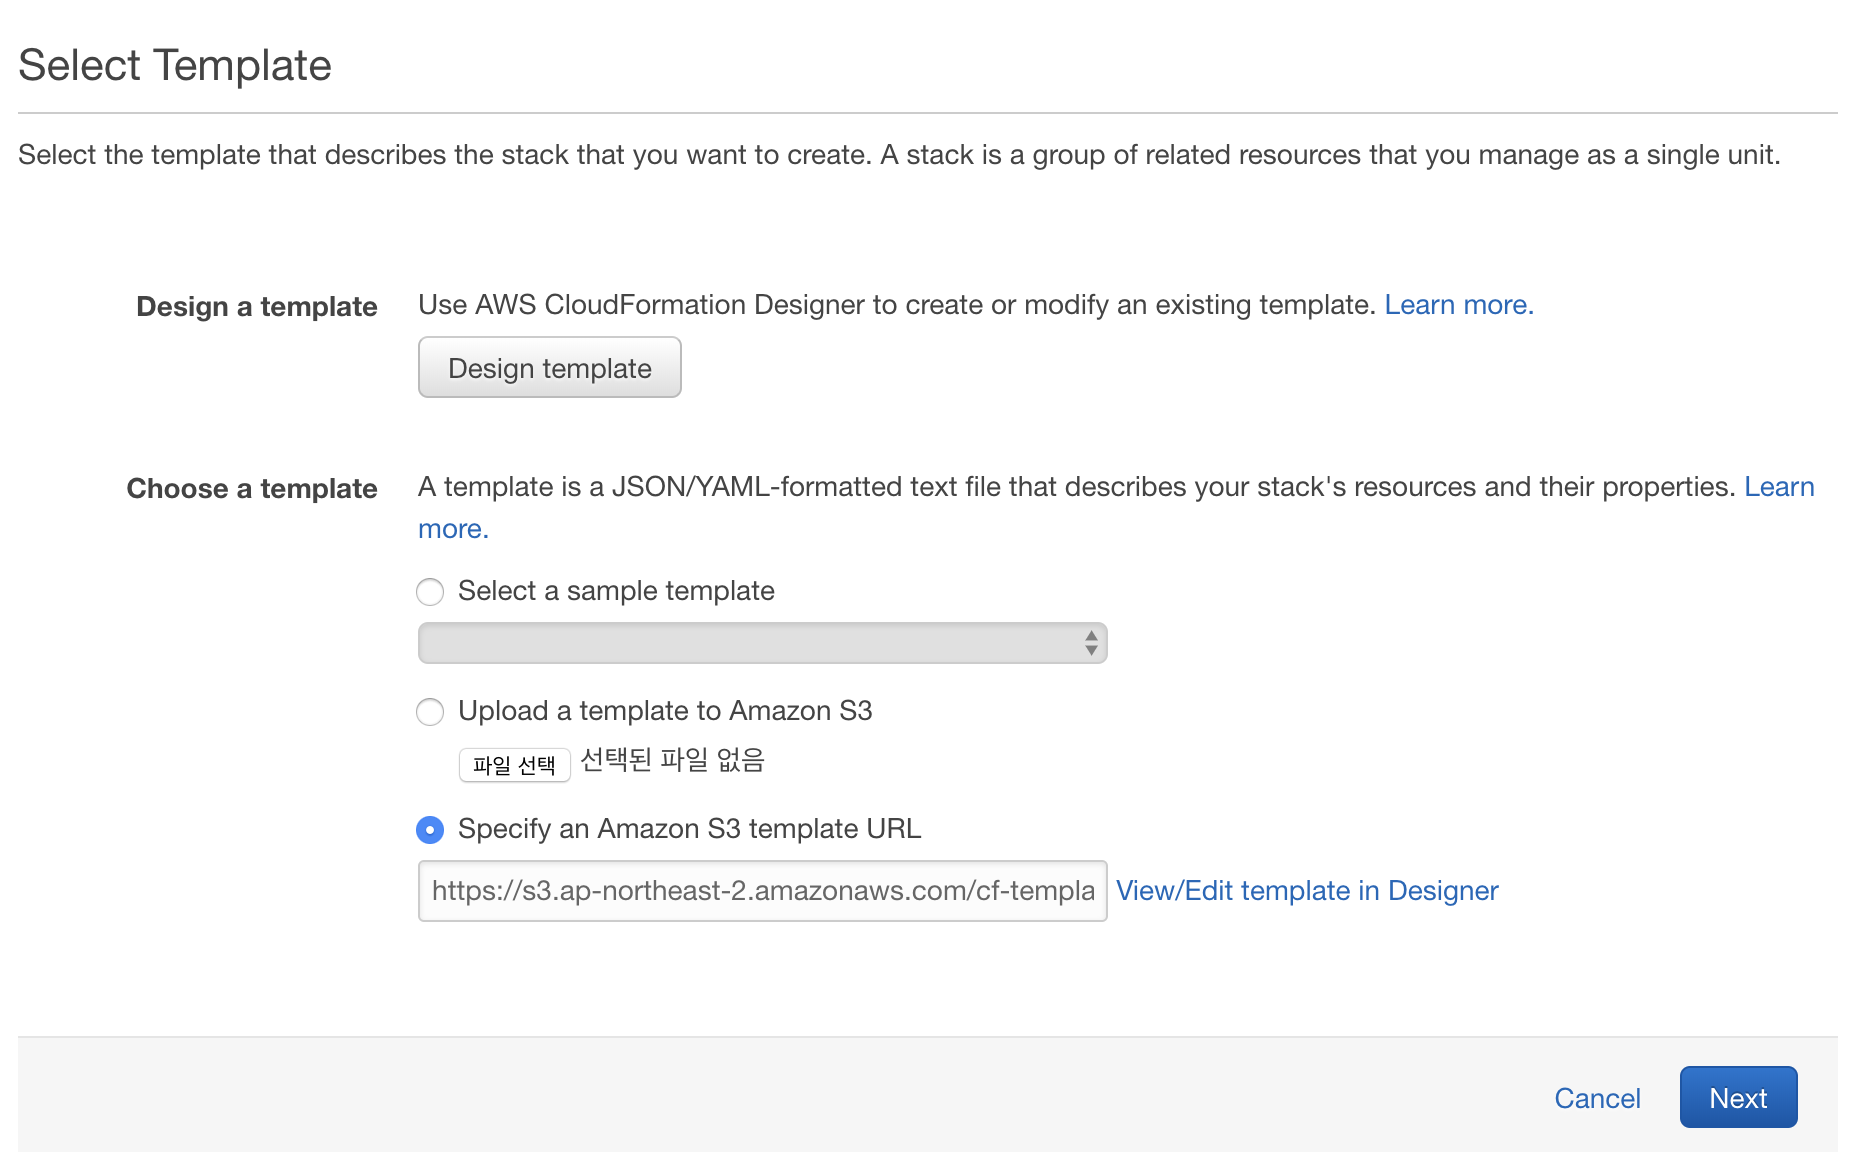 Select Template
Select the template that describes the stack that you want to create. A stack is a group of related resources that you manage as a single unit.
Design a template
Use AWS CloudFormation Designer to create or modify an existing template. Learn more.
Design template
Choose a template
A template is a JSON/YAML-formatted text file that describes your stack's resources and their properties. Learn
more.
Select a sample template
Upload a template to Amazon S3
파일 선택 선택된 파일 없음
Specify an Amazon S3 template URL
https://s3.ap-northeast-2.amazonaws.com/cf-templa View/Edit template in Designer
Cancel Next